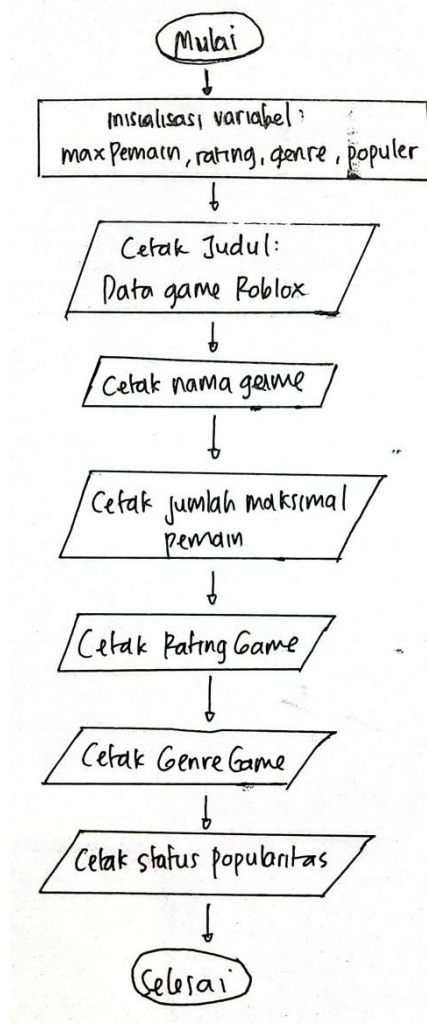 Mulai
Inisialisasi variabel:
maxPemain, rating, genre, populer
Cetak Judul:
Data game Roblox
Cetak nama game
Cetak jumlah maksimal
pemain
Cetak Rating Game
Cetak Genre Game
Cetak status popularitas
Selesai